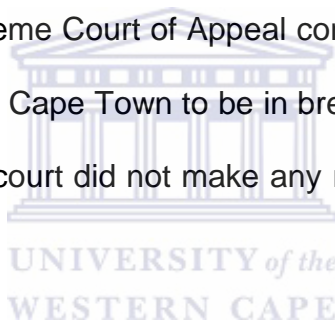 eme Court of Appeal con
Cape Town to be in bre
court did not make any
UNIVERSITY of the
WESTERN CAPE